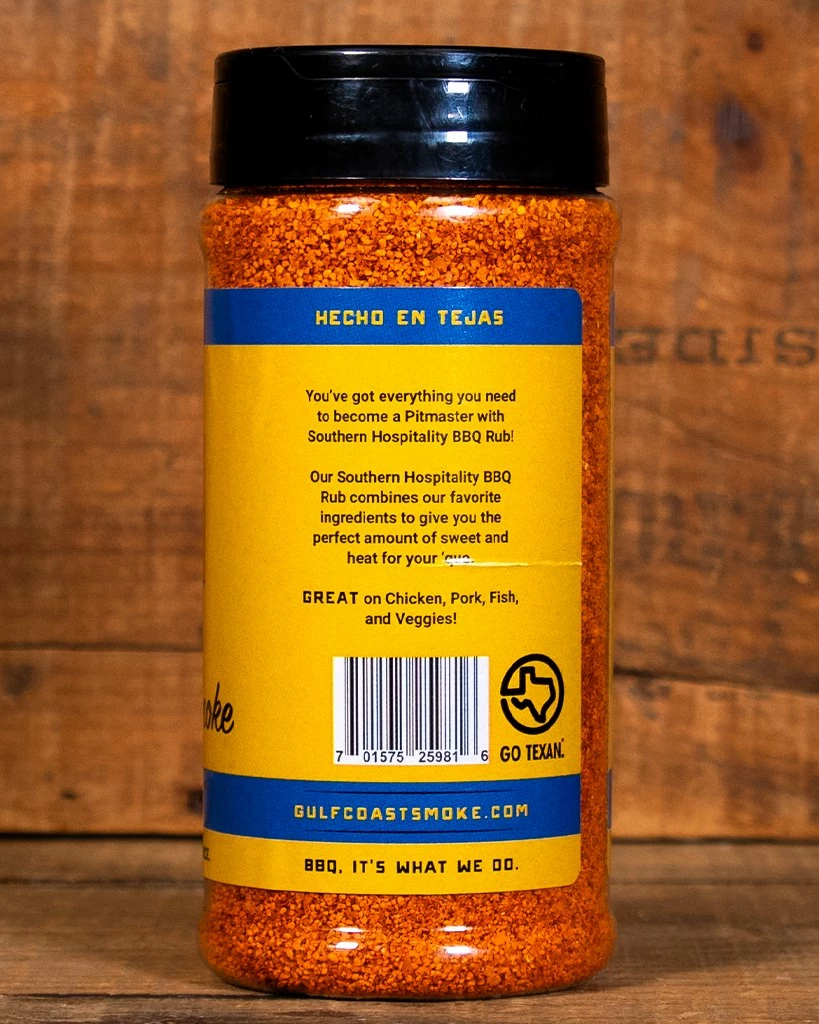 HECHO EN TEJAS
You've got everything you need
to become a Pitmaster with
Southern Hospitality BBQ Rub!
Our Southern Hospitality BBQ
Rub combines our favorite
ingredients to give you the
perfect amount of sweet and
heat for your 'que.
GREAT on Chicken, Pork, Fish,
and Veggies!
7 01575 25981 6
GO TEXAN.
GULFCOASTSMOKE.COM
BBQ, IT'S WHAT WE DO.